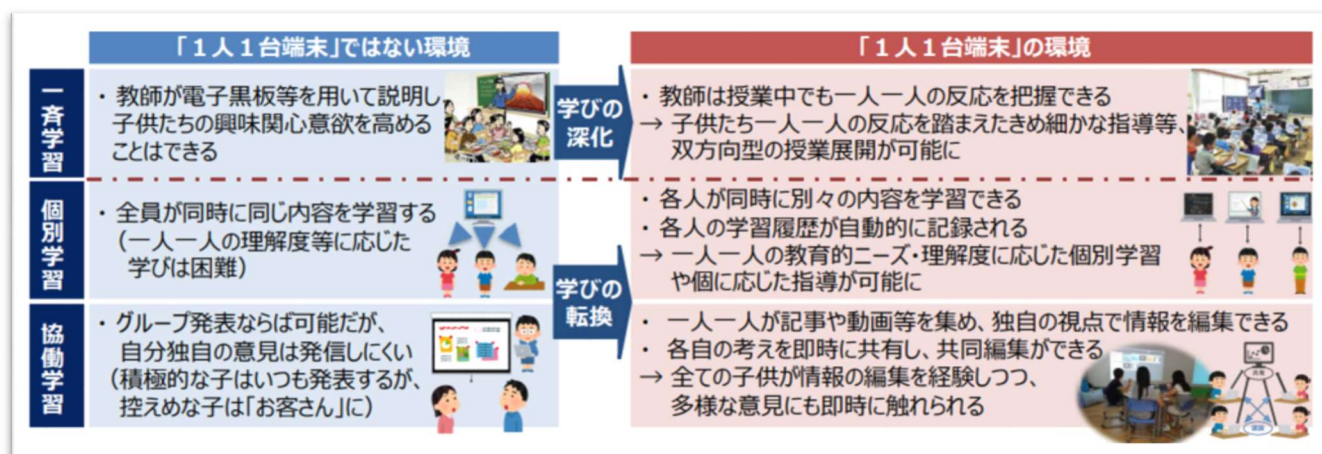 「１人１台端末」ではない環境
「１人１台端末」の環境
一斉学習
・ 教師が電子黒板等を用いて説明し
子供たちの興味関心意欲を高める
ことはできる
学びの
深化
・ 教師は授業中でも一人一人の反応を把握できる
→ 子供たち一人一人の反応を踏まえたきめ細かな指導等、
双方向型の授業展開が可能に
個別学習
・ 全員が同時に同じ内容を学習する
（一人一人の理解度等に応じた
学びは困難）
学びの
転換
・ 各人が同時に別々の内容を学習できる
・ 各人の学習履歴が自動的に記録される
→ 一人一人の教育的ニーズ・理解度に応じた個別学習
や個に応じた指導が可能に
協働学習
・ グループ発表ならば可能だが、
自分独自の意見は発信しにくい
（積極的な子はいつも発表するが、
控えめな子は「お客さん」に）
・ 一人一人が記事や動画等を集め、独自の視点で情報を編集できる
・ 各自の考えを即時に共有し、共同編集ができる
→ 全ての子供が情報の編集を経験しつつ、
多様な意見にも即時に触れられる